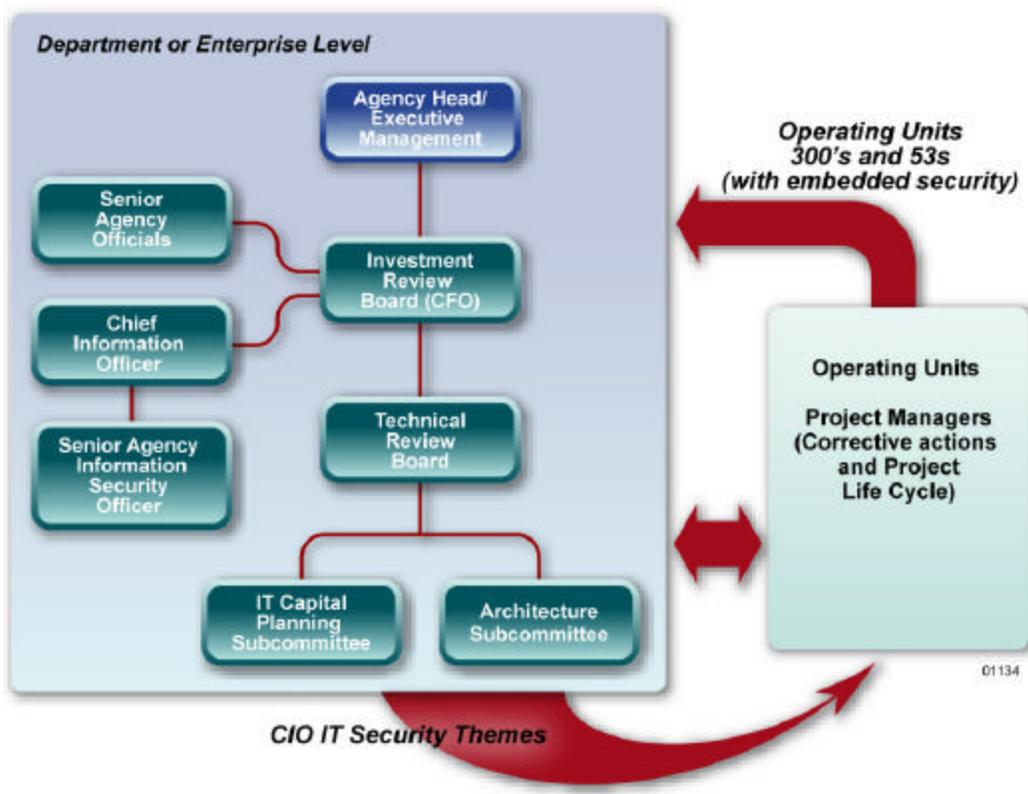 Department or Enterprise Level
Agency Head/
Executive
Management
Operating Units
300's and 53s
(with embedded security)
Senior
Agency
Officials
Investment
Review
Board (CFO)
Chief
Information
Officer
Operating Units
Project Managers
(Corrective actions
and Project
Life Cycle)
Technical
Review
Board
Senior Agency
Information
Security
Officer
IT Capital
Planning
Subcommittee
Architecture
Subcommittee
01134
CIO IT Security Themes